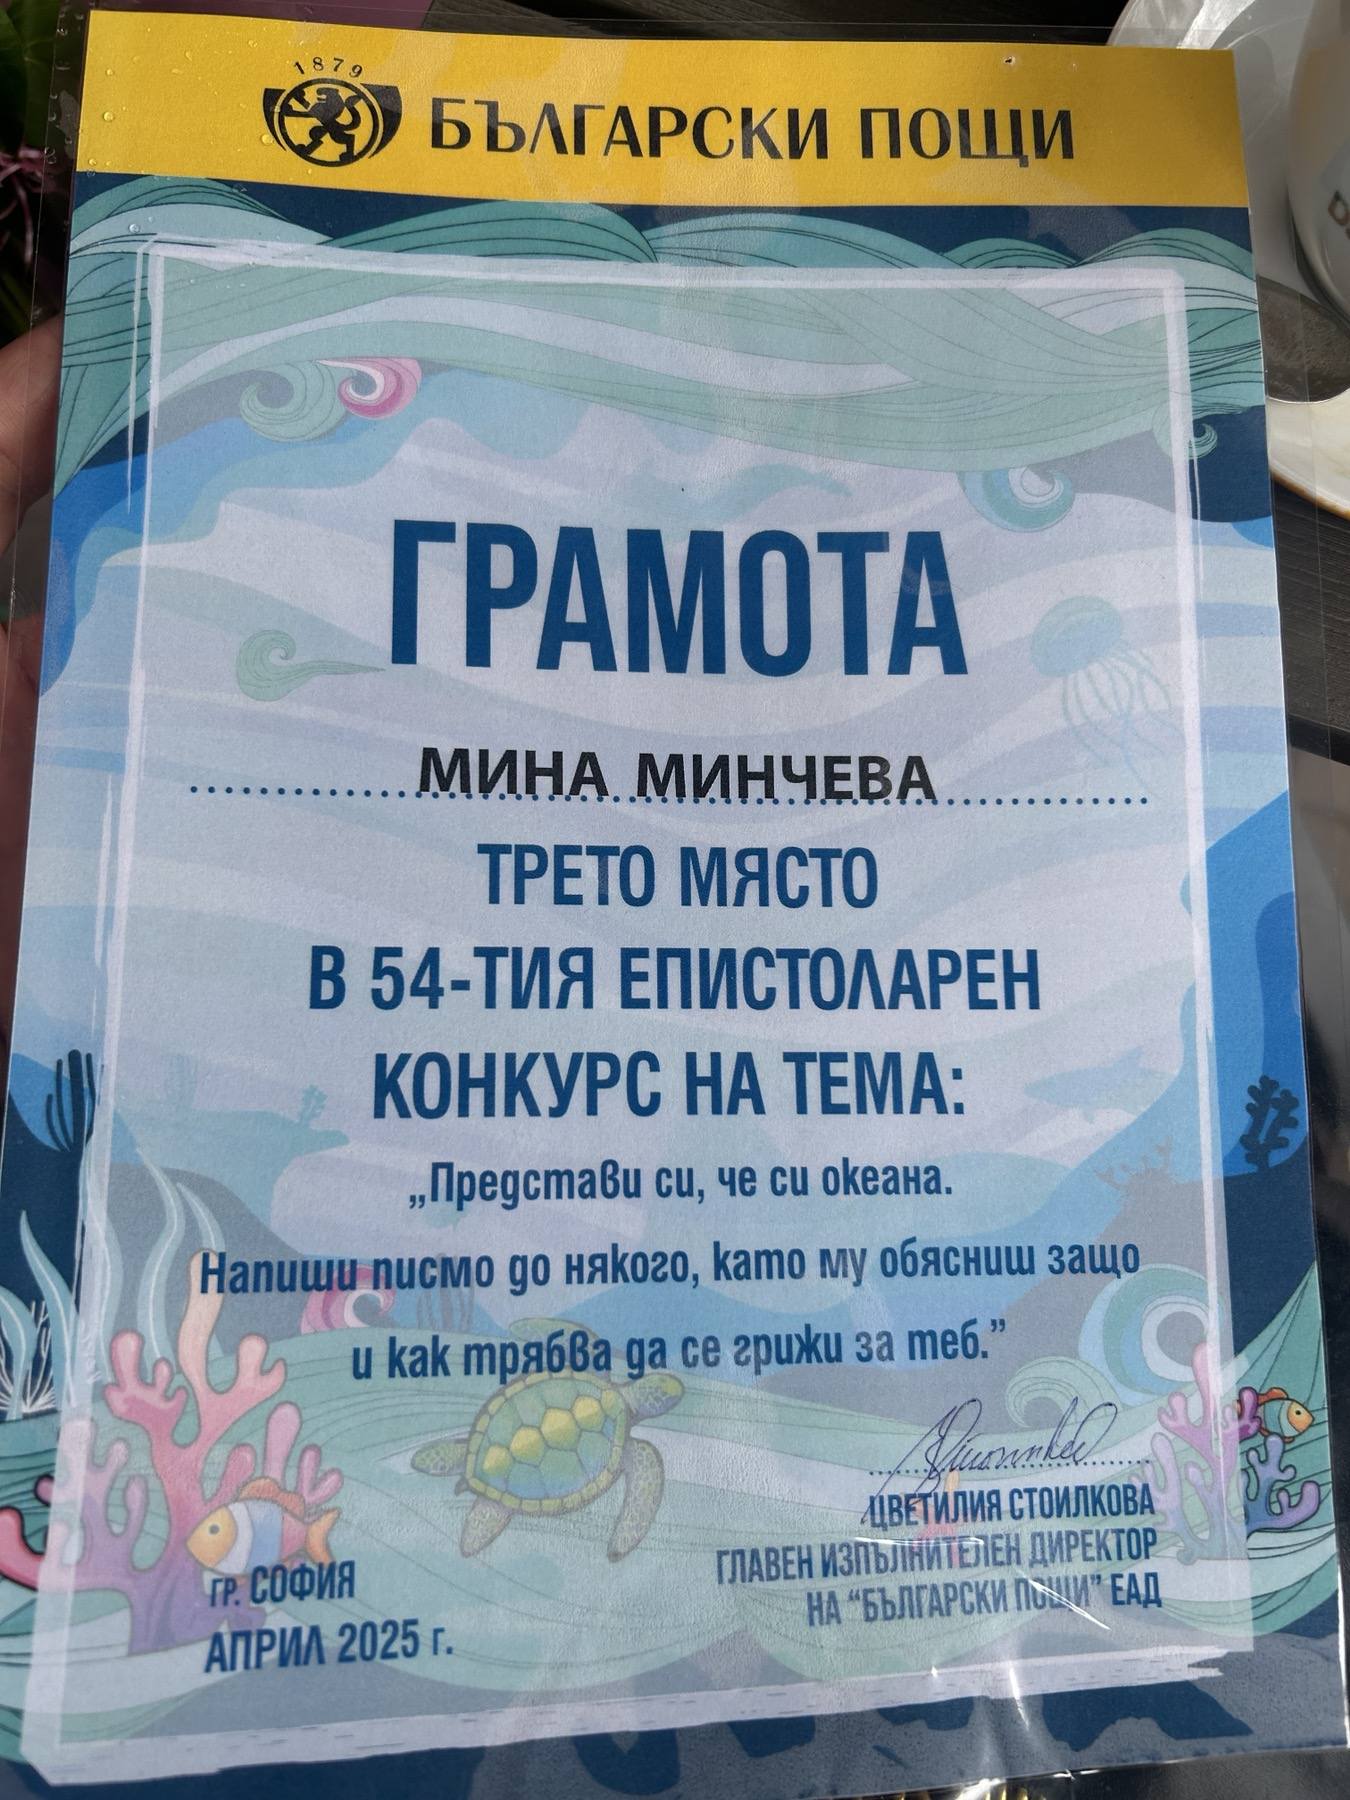 1879
БЪЛГАРСКИ ПОЩИ
ГРАМОТА
МИНА МИНЧЕВА
ТРЕТО МЯСТО
В 54-ТИЯ ЕПИСТОЛАРЕН
КОНКУРС НА ТЕМА:
„Представи си, че си океана.
Напиши писмо до някого, като му обясниш защо
и как трябва да се грижи за теб.”
ЦВЕТИЛИЯ СТОИЛКОВА
ГЛАВЕН ИЗПЪЛНИТЕЛЕН ДИРЕКТОР
НА “БЪЛГАРСКИ ПОЩИ” ЕАД
ГР. СОФИЯ
АПРИЛ 2025 г.